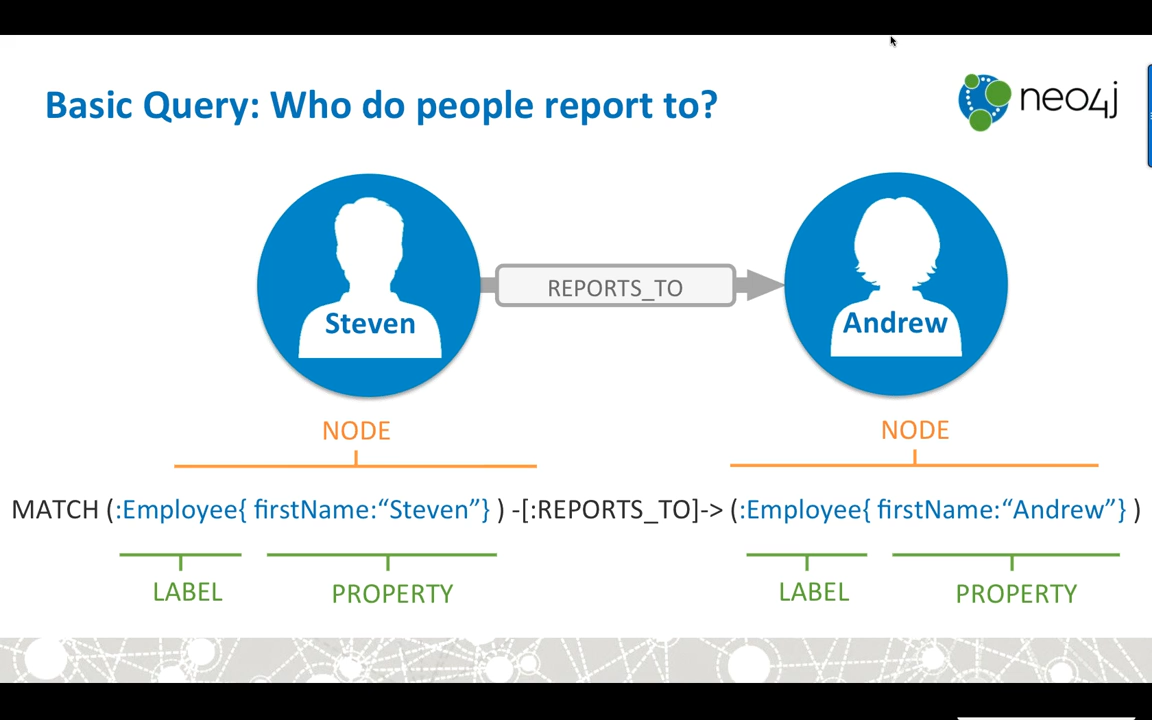 Basic Query: Who do people report to?
neo4j
Steven
REPORTS_TO
Andrew
NODE
NODE
MATCH (:Employee{ firstName:“Steven”} ) -[:REPORTS_TO]-> (:Employee{ firstName:“Andrew”} )
LABEL
PROPERTY
LABEL
PROPERTY